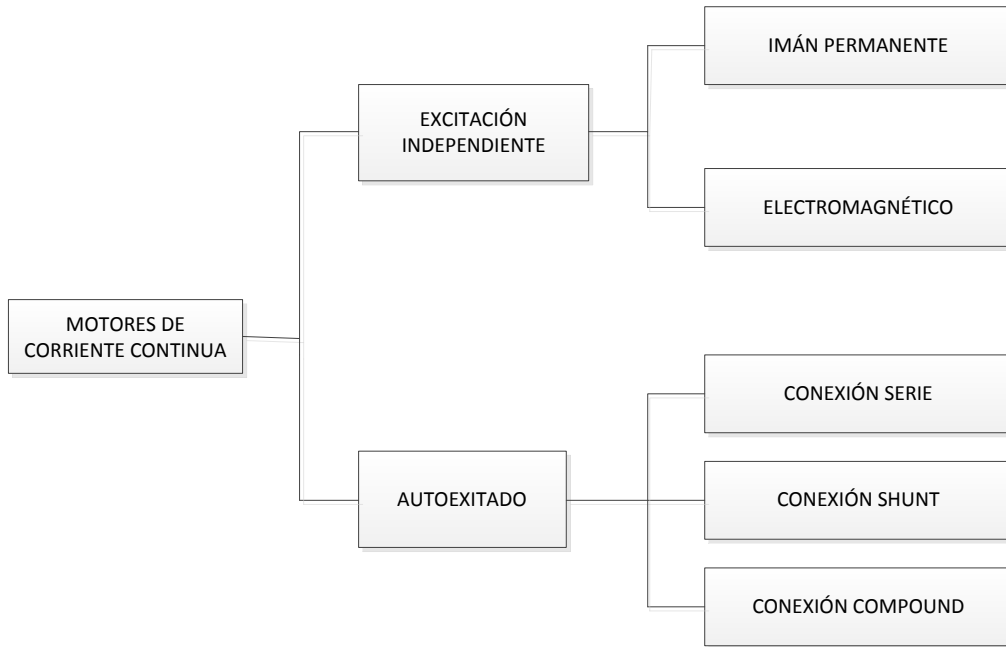 IMÁN PERMANENTE
EXCITACIÓN
INDEPENDIENTE
ELECTROMAGNÉTICO
MOTORES DE
CORRIENTE CONTINUA
CONEXIÓN SERIE
AUTOEXITADO
CONEXIÓN SHUNT
CONEXIÓN COMPOUND